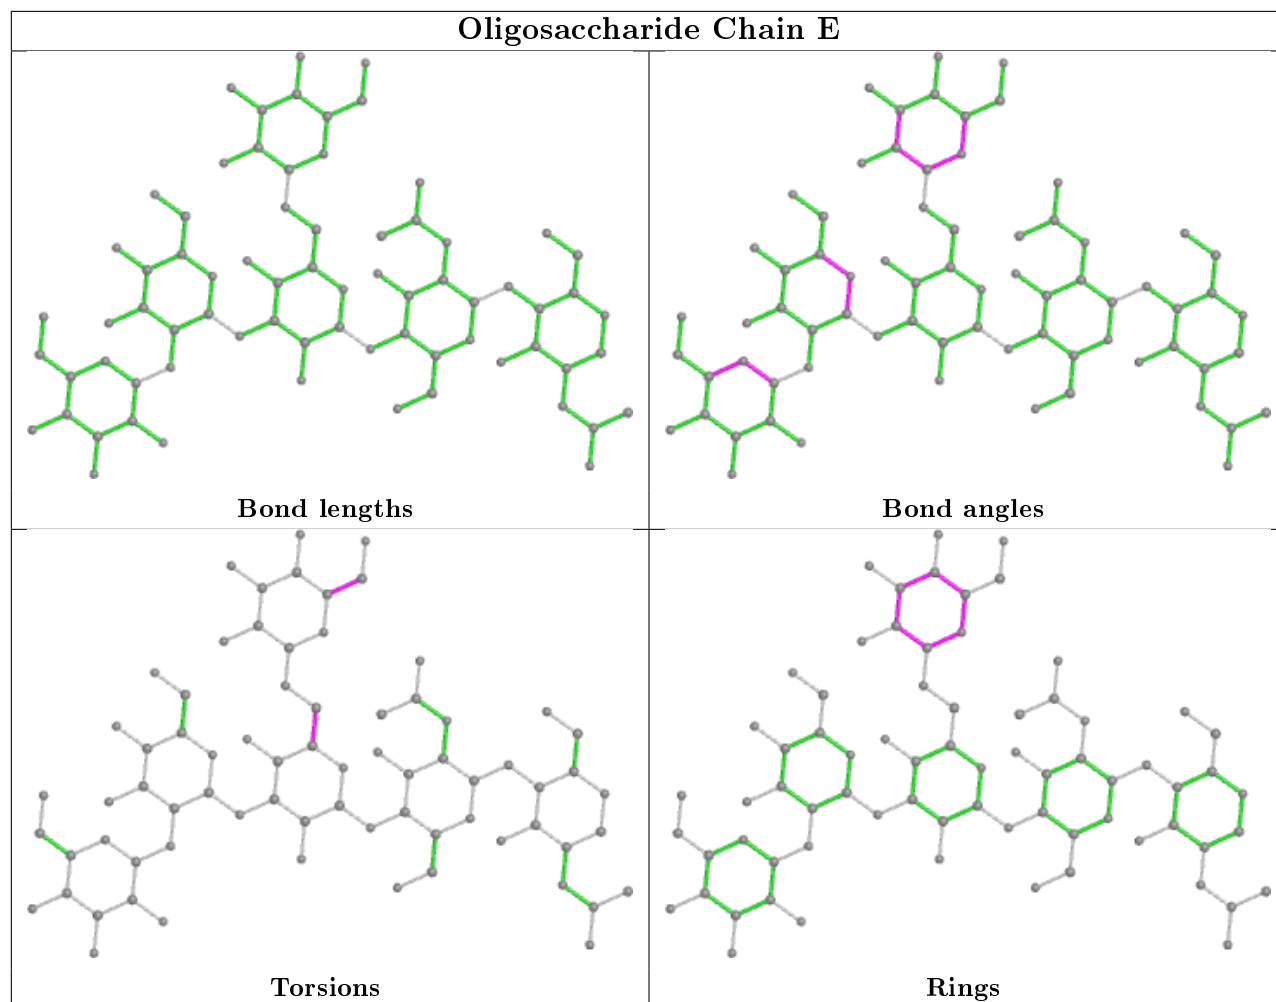 Oligosaccharide Chain E
Bond lengths
Bond angles
Torsions
Rings